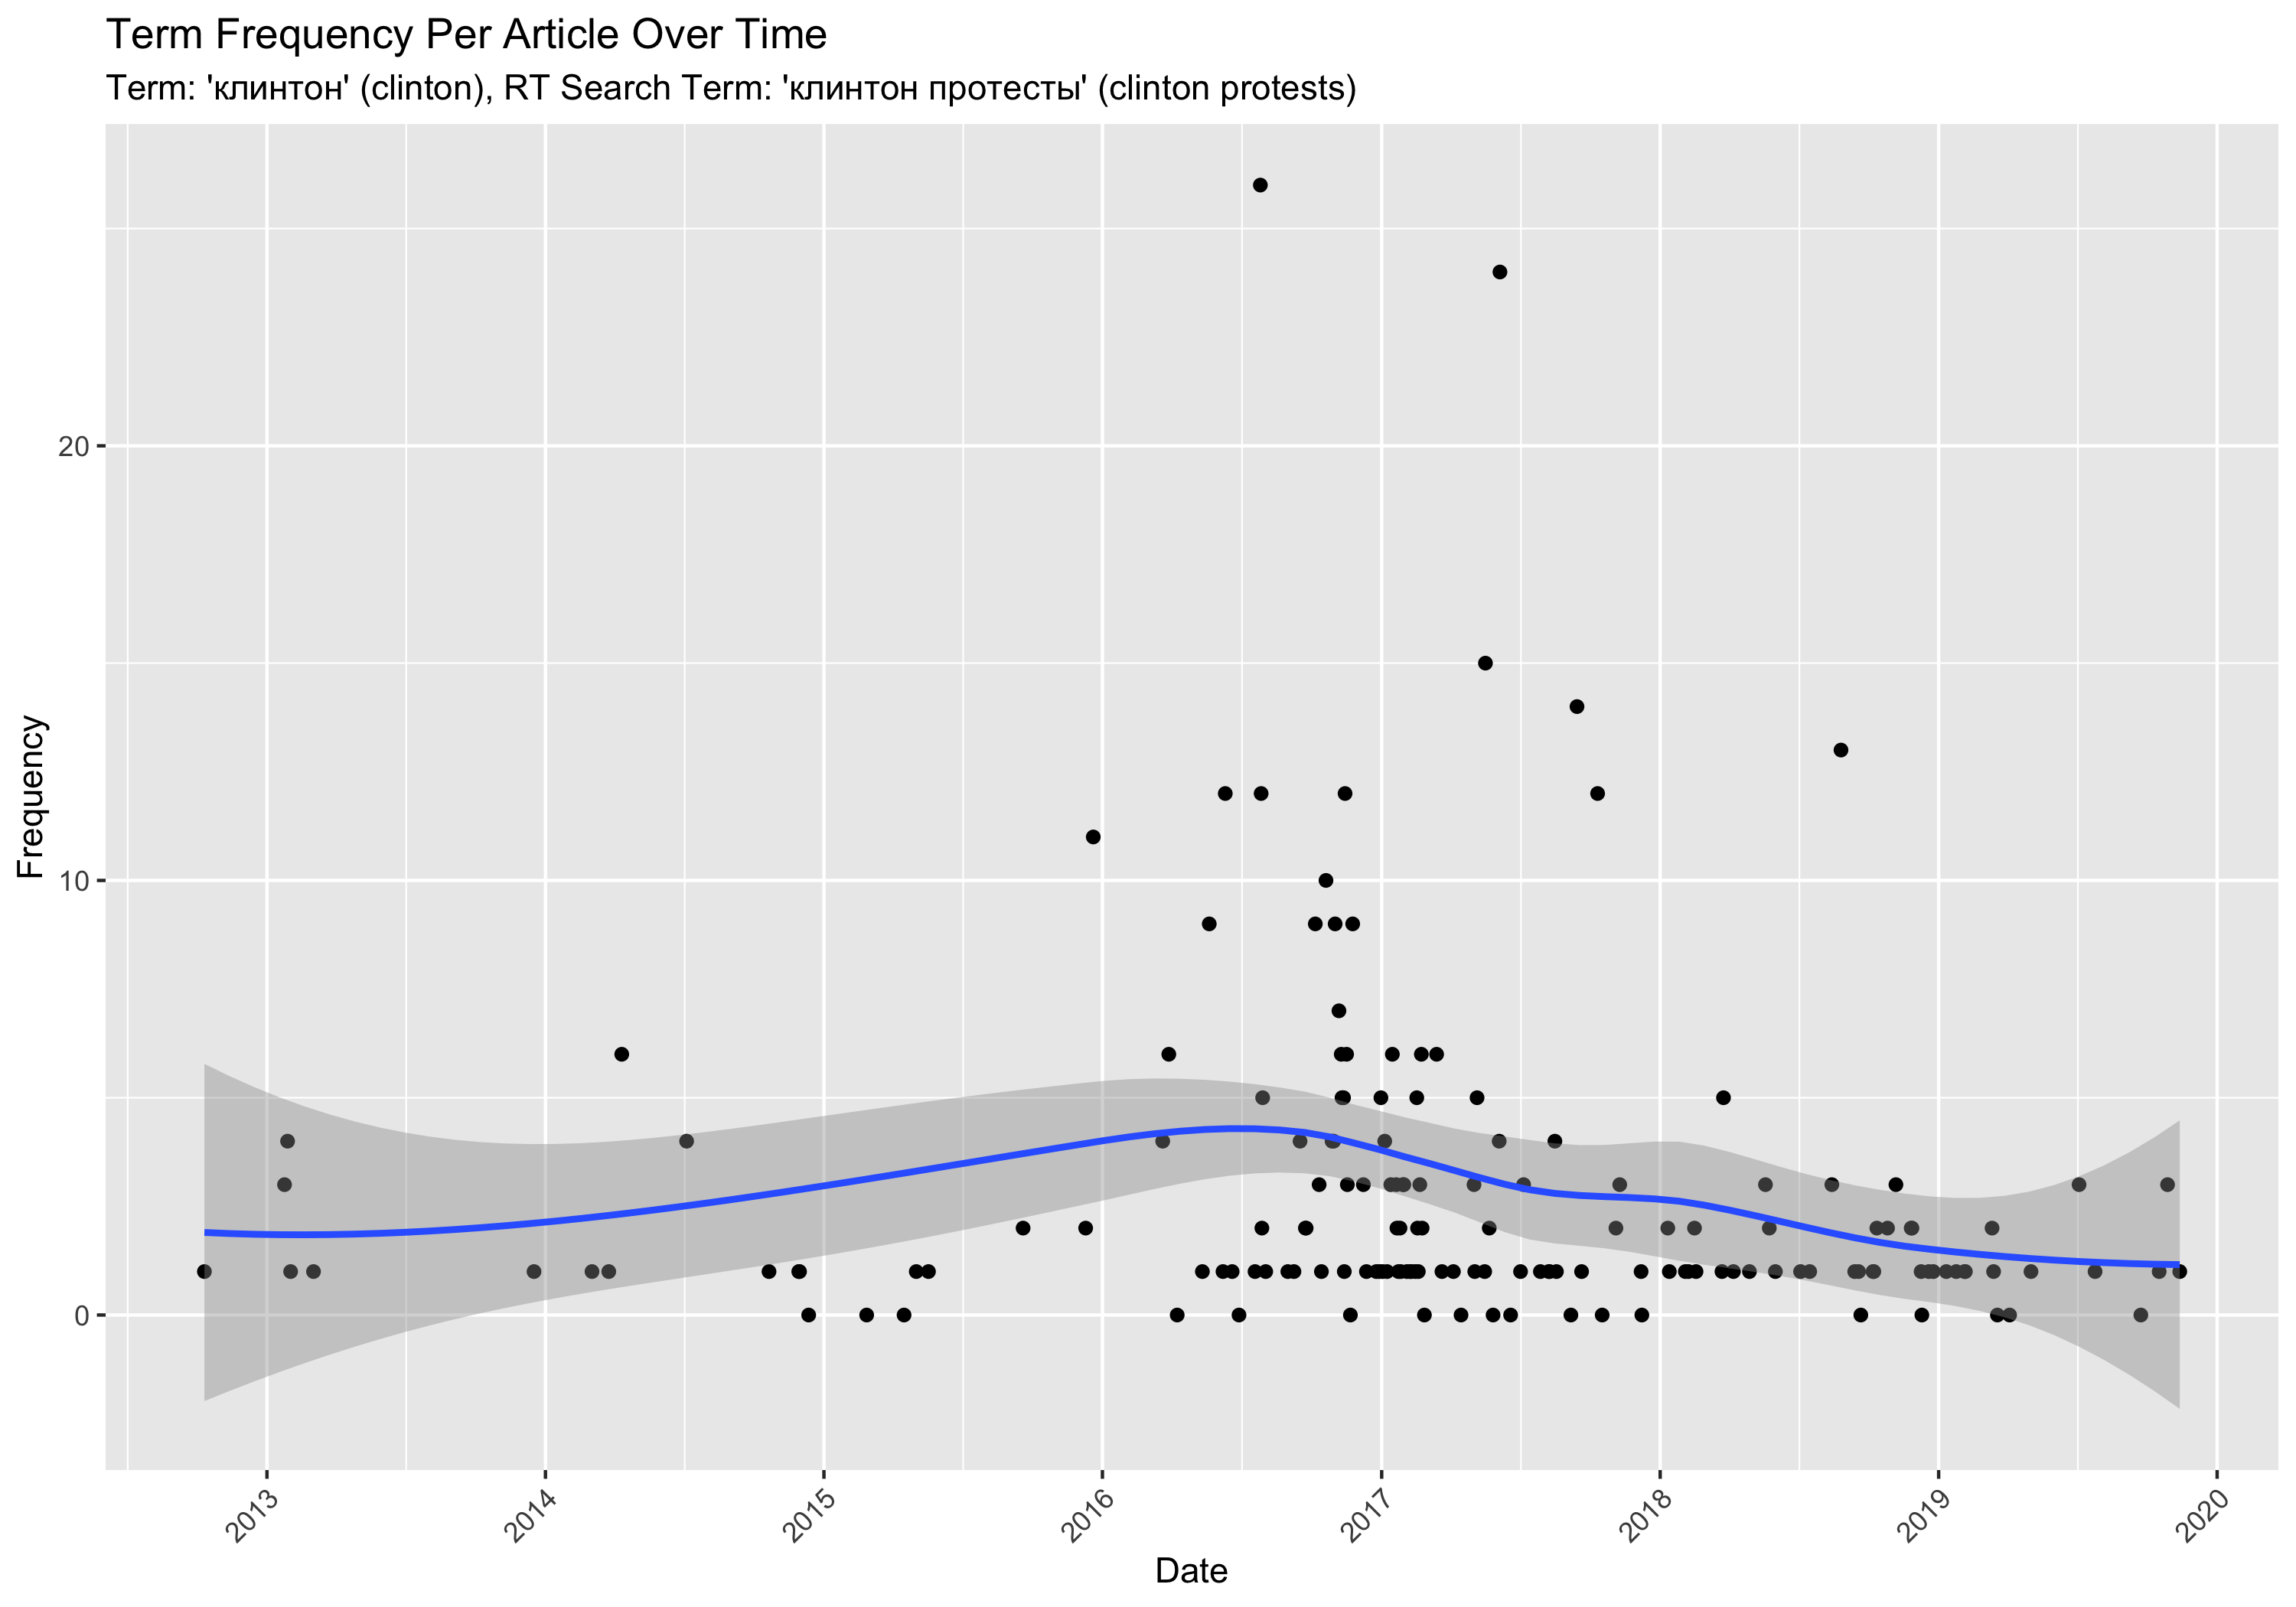 Term Frequency Per Article Over Time
Term: 'клинтон' (clinton), RT Search Term: 'клинтон протесты' (clinton protests)
Frequency
20
10
0
2013
2014
2015
2016
2017
2018
2019
2020
Date